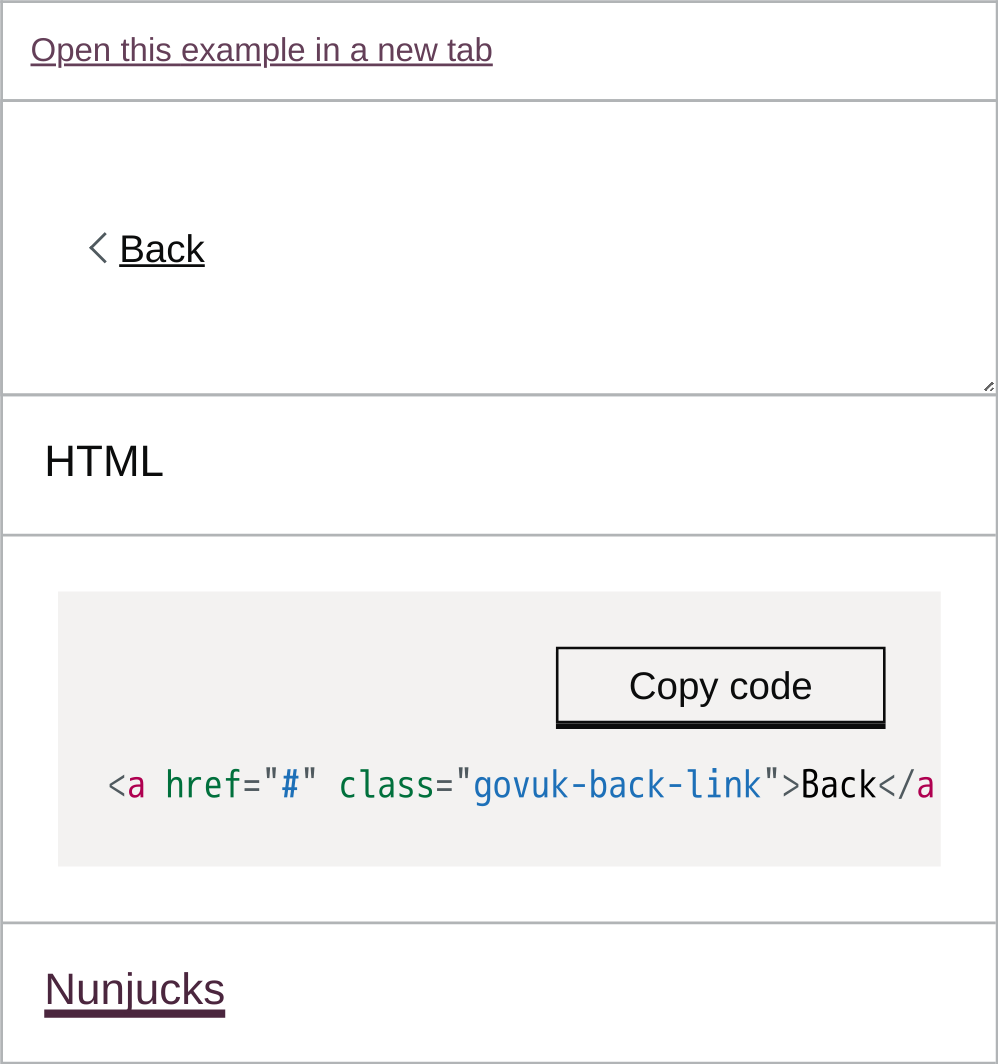 Open this example in a new tab
Back
HTML
Copy code
<a href="#" class="govuk-back-link">Back</a
Nunjucks